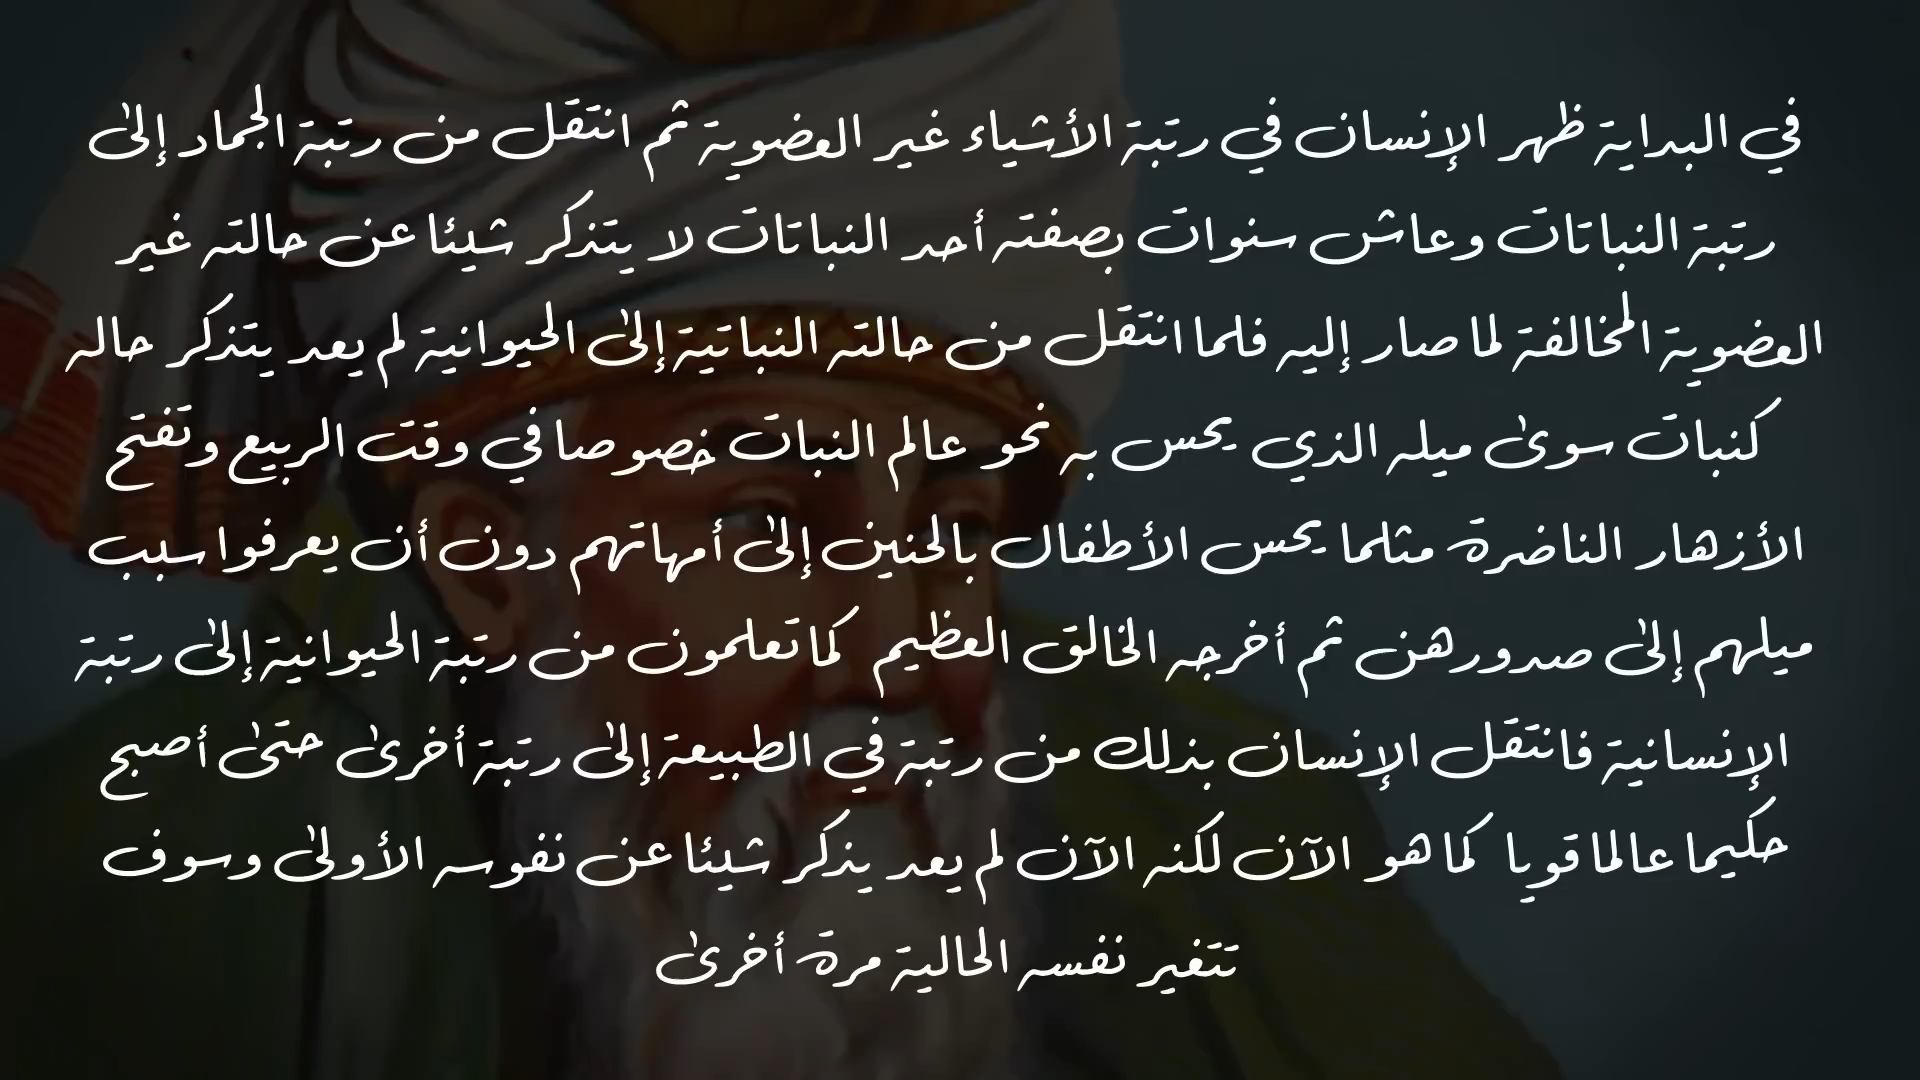 في البداية ظهر الإنسان في رتبة الأشياء غير العضوية ثم انتقل من رتبة الجماد إلى
رتبة النباتات وعاش سنوات بصفته أحد النباتات لا يتذكر شيئا عن حالته غير
العضوية المخالفة لما صار إليه فلما انتقل من حالته النباتية إلى الحيوانية لم يعد يتذكر حاله
كنبات سوى ميله الذي يحس به نحو عالم النبات خصوصا في وقت الربيع وتفتح
الأزهار الناضرة مثلما يحس الأطفال بالحنين إلى أمهاتهم دون أن يعرفوا سبب
ميلهم إلى صدورهن ثم أخرجه الخالق العظيم كما تعلمون من رتبة الحيوانية إلى رتبة
الإنسانية فانتقل الإنسان بذلك من رتبة في الطبيعة إلى رتبة أخرى حتى أصبح
حكيما عالما قويا كما هو الآن لكنه الآن لم يعد يذكر شيئا عن نفوسه الأولى وسوف
تتغير نفسه الحالية مرة أخرى